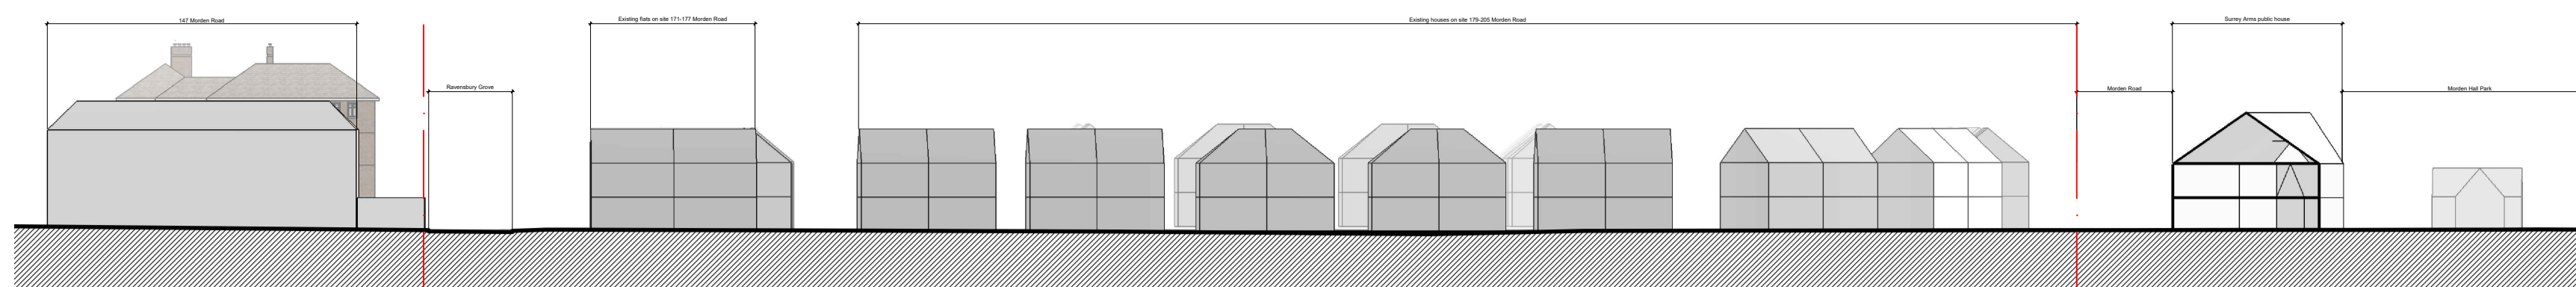 147 Morden Road
Existing flats on site 171-177 Morden Road
Existing houses on site 179-205 Morden Road
Surrey Arms public house
Ravensbury Grove
Morden Road
Morden Hall Park